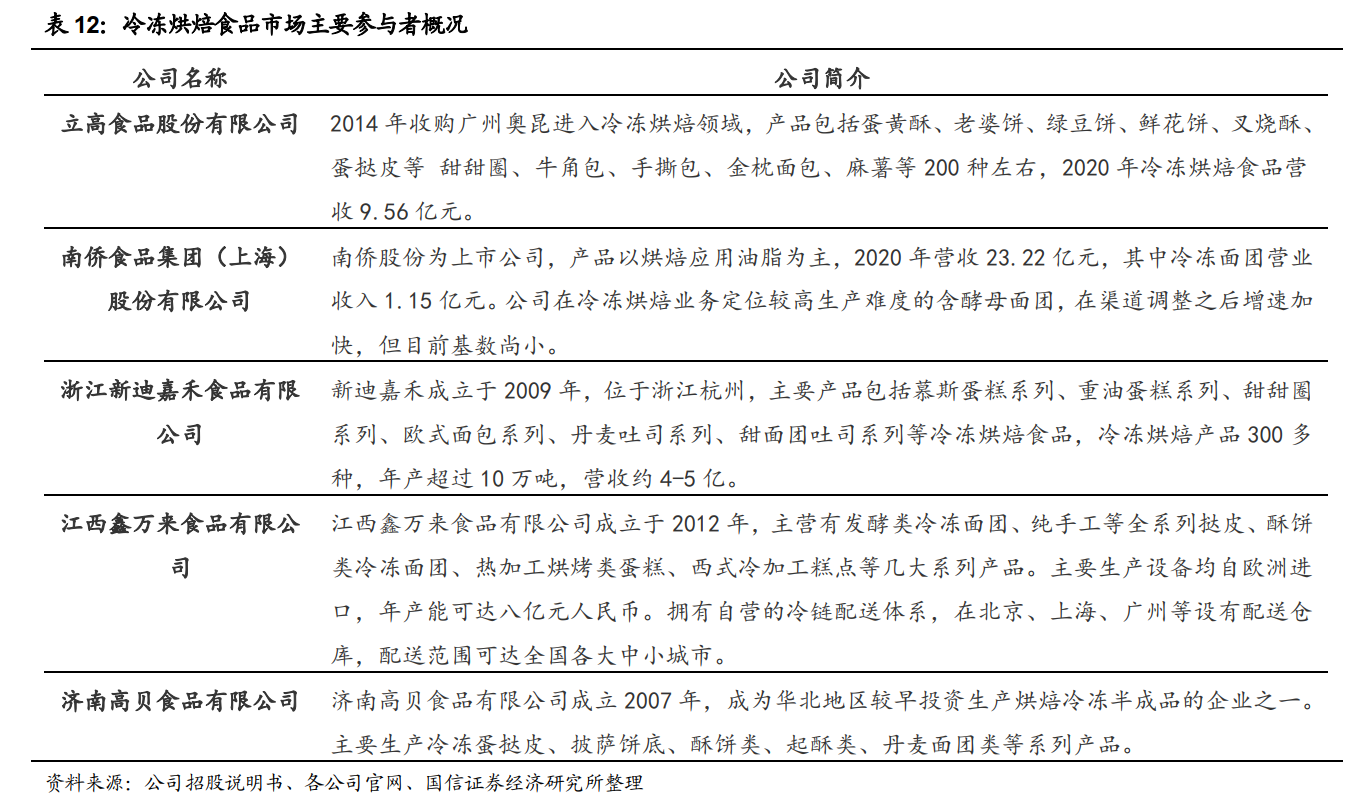 表 12：冷冻烘焙食品市场主要参与者概况
公司名称 公司简介
立高食品股份有限公司 2014 年收购广州奥昆进入冷冻烘焙领域，产品包括蛋黄酥、老婆饼、绿豆饼、鲜花饼、叉烧酥、
蛋挞皮等 甜甜圈、牛角包、手撕包、金枕面包、麻薯等 200 种左右，2020 年冷冻烘焙食品营
收 9.56 亿元。
南侨食品集团（上海） 南侨股份为上市公司，产品以烘焙应用油脂为主，2020 年营收 23.22 亿元，其中冷冻面团营业
股份有限公司 收入 1.15 亿元。公司在冷冻烘焙业务定位较高生产难度的含酵母面团，在渠道调整之后增速加
快，但目前基数尚小。
浙江新迪嘉禾食品有限 新迪嘉禾成立于 2009 年，位于浙江杭州，主要产品包括慕斯蛋糕系列、重油蛋糕系列、甜甜圈
公司 系列、欧式面包系列、丹麦吐司系列、甜面团吐司系列等冷冻烘焙食品，冷冻烘焙产品 300 多
种，年产超过 10 万吨，营收约 4-5 亿。
江西鑫万来食品有限公 江西鑫万来食品有限公司成立于 2012 年，主营有发酵类冷冻面团、纯手工等全系列挞皮、酥饼
司 类冷冻面团、热加工烘烤类蛋糕、西式冷加工糕点等几大系列产品。主要生产设备均自欧洲进
口，年产能可达八亿元人民币。拥有自营的冷链配送体系，在北京、上海、广州等设有配送仓
库，配送范围可达全国各大中小城市。
济南高贝食品有限公司 济南高贝食品有限公司成立 2007 年，成为华北地区较早投资生产烘焙冷冻半成品的企业之一。
主要生产冷冻蛋挞皮、披萨饼底、酥饼类、起酥类、丹麦面团类等系列产品。
资料来源：公司招股说明书、各公司官网、国信证券经济研究所整理